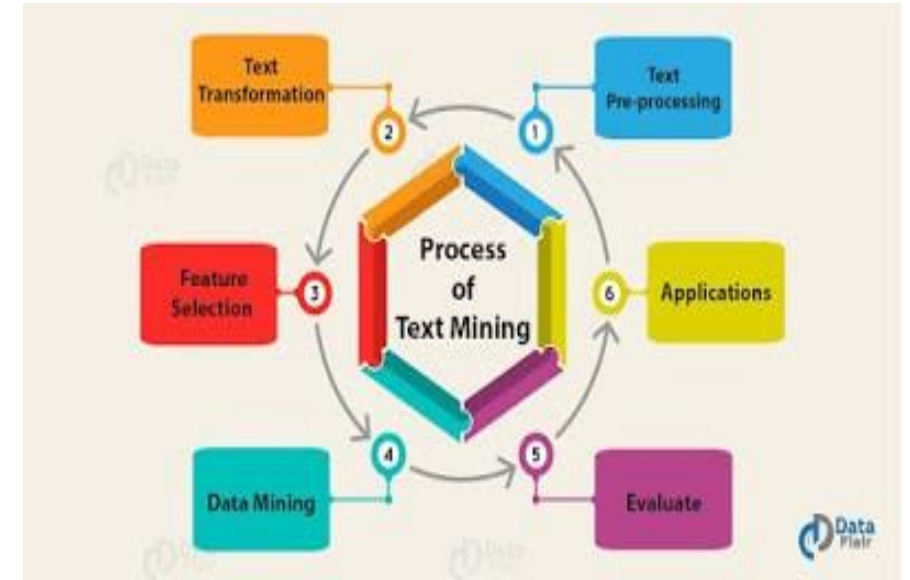 Text
Transformation
2
1
Text
Pre-processing
Process
of
Text Mining
Feature
Selection
3
6
Applications
4
Data Mining
5
Evaluate
Data
Flair